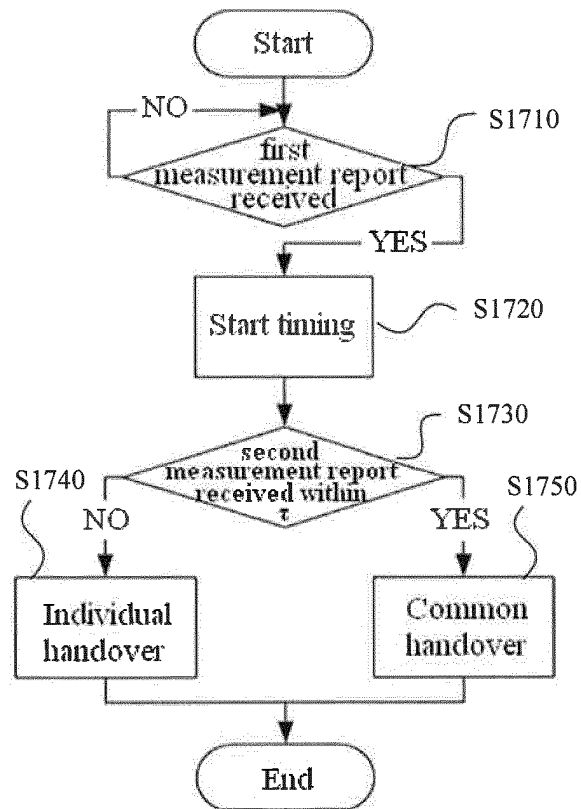 Start
NO
S1710
first
measurement report
received
YES
Start timing
S1720
S1730
second
measurement report
received within
τ
S1740
NO
YES
S1750
Individual
handover
Common
handover
End